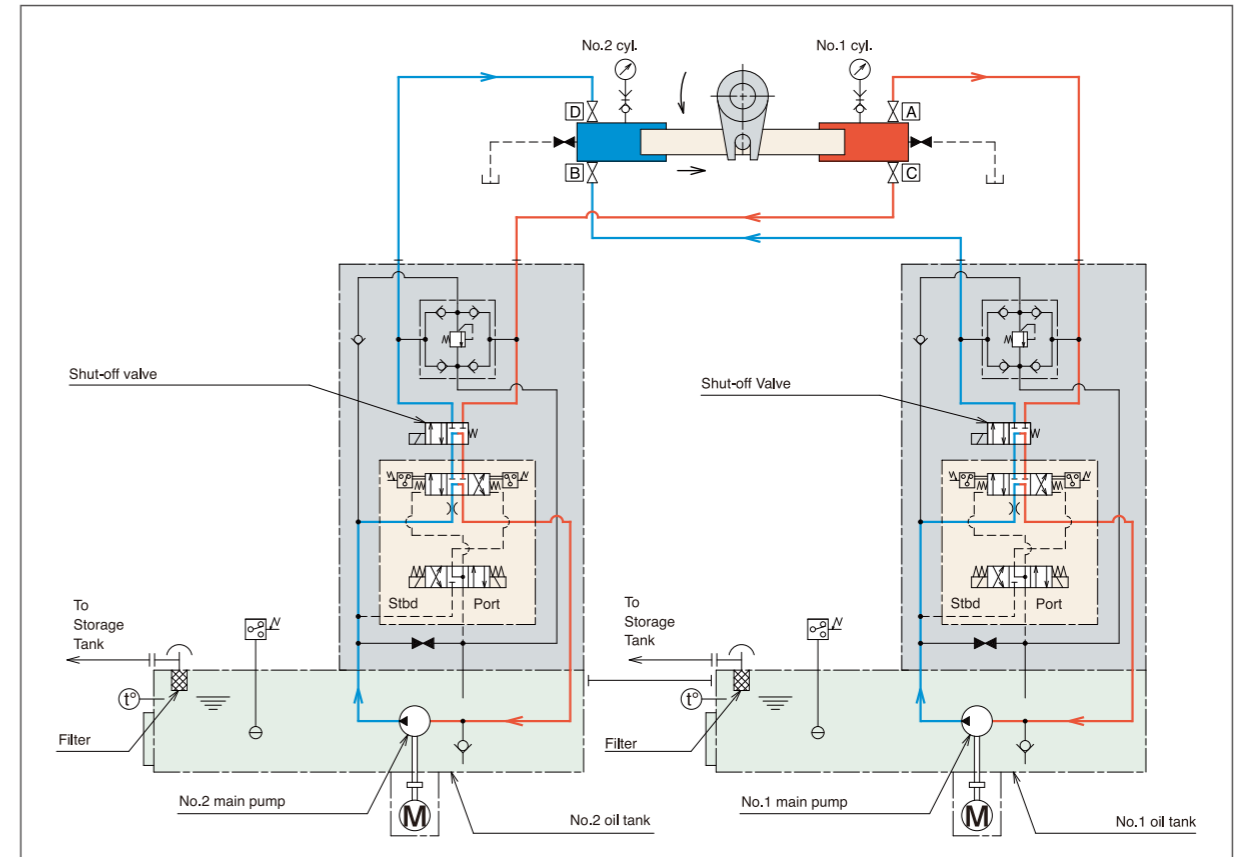 No.2 cyl.
No.1 cyl.
D
A
B
C
Shut-off valve
Shut-off Valve
Stbd
Port
Stbd
Port
To
Storage
Tank
To
Storage
Tank
t°
t°
Filter
Filter
No.2 main pump
No.1 main pump
M
No.2 oil tank
M
No.1 oil tank